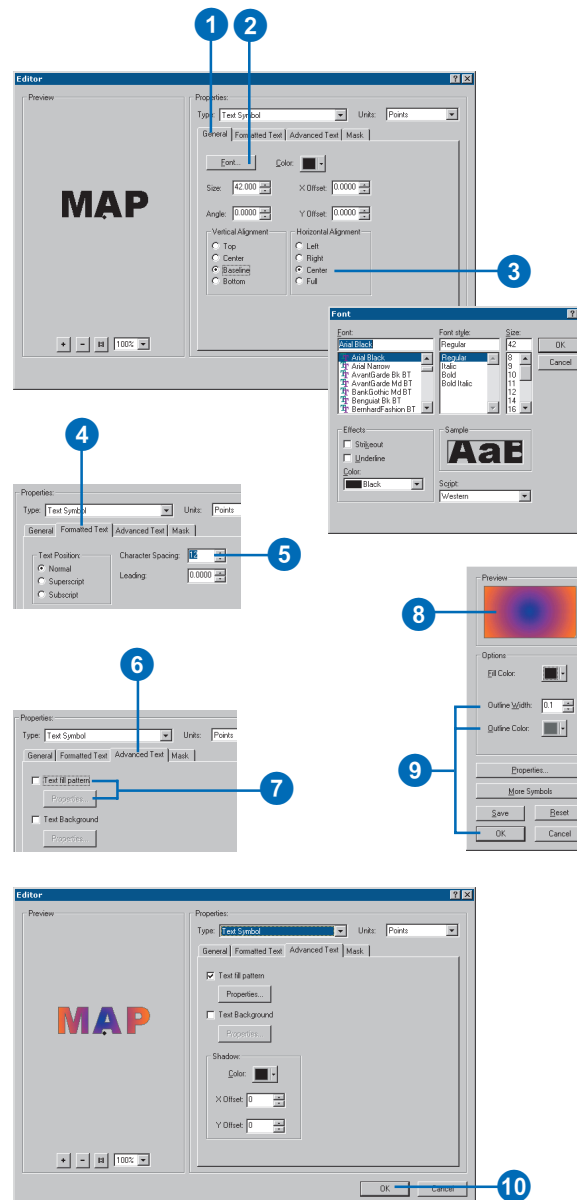 1 2
Editor
Preview
Properties:
Type: Text Symbol Units: Points
General Formatted Text Advanced Text Mask
Font... Color:
Size: 42.000 X Offset: 0.0000
Angle: 0.0000 Y Offset: 0.0000
MAP
Vertical Alignment Horizontal Alignment
Top Left
Center Right
Baseline Center
Bottom Full
3
100%
Font
Font: Font style: Size:
Arial Black Regular 42 OK
Arial Black Regular 8 Cancel
Arial Narrow Italic 9
AvantGarde Bk BT Bold 10
AvantGarde Md BT Bold Italic 11
BankGothic Md BT 12
Benguiat Bk BT 14
BernhardFashion BT 16
Effects Sample
Strikeout
Underline
AaB
Color:
Black
Script:
Western
4
Properties:
Type: Text Symbol Units: Points
General Formatted Text Advanced Text Mask
Text Position: Character Spacing: 12
5
Normal
Superscript Leading: 0.0000
Subscript
6
Properties:
Type: Text Symbol Units: Points
General Formatted Text Advanced Text Mask
Text fill pattern
Properties...
7
Text Background
Properties...
Preview
8
Options
Fill Color:
Outline Width: 0.1
Outline Color:
9
Properties...
More Symbols
Save Reset
OK Cancel
Editor
Preview
Properties:
Type: Text Symbol Units: Points
General Formatted Text Advanced Text Mask
Text fill pattern
Properties...
Text Background
Properties...
MAP
Shadow:
Color:
X Offset: 0
Y Offset: 0
100%
OK Cancel
10